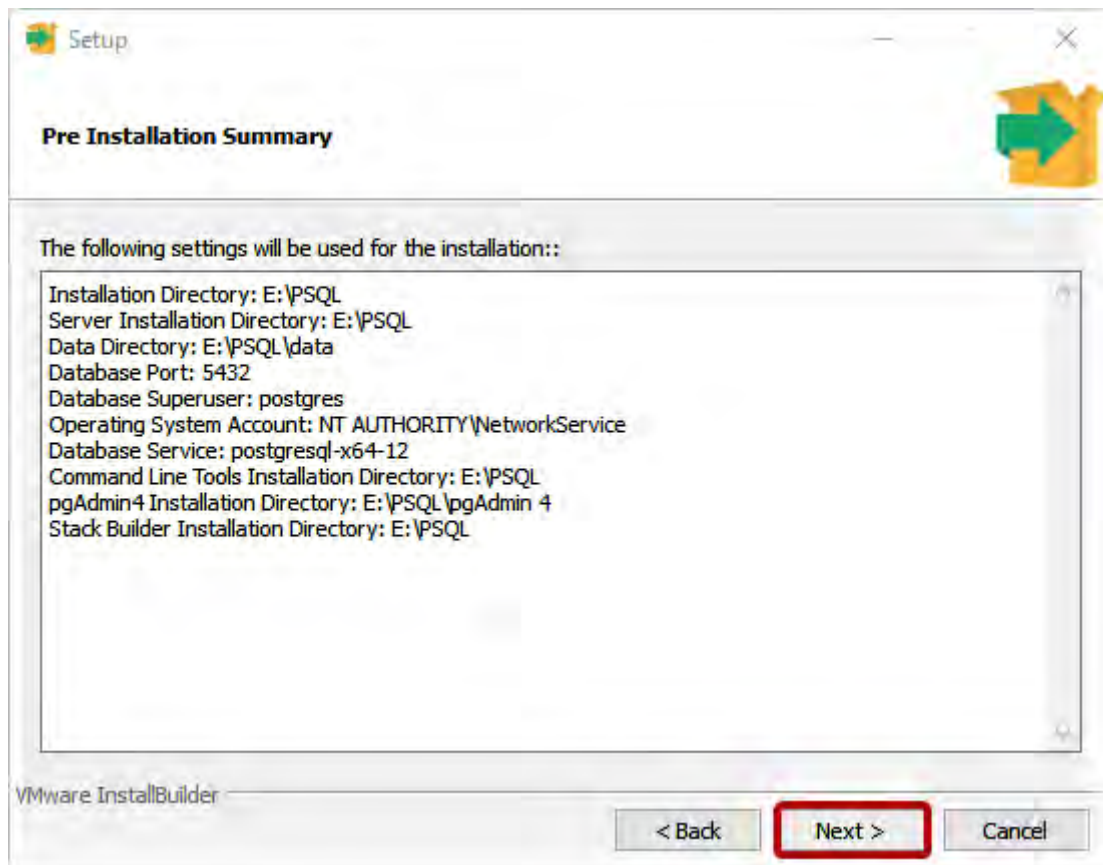 Setup
Pre Installation Summary
The following settings will be used for the installation::
Installation Directory: E:\PSQL
Server Installation Directory: E:\PSQL
Data Directory: E:\PSQL\data
Database Port: 5432
Database Superuser: postgres
Operating System Account: NT AUTHORITY\NetworkService
Database Service: postgresql-x64-12
Command Line Tools Installation Directory: E:\PSQL
pgAdmin4 Installation Directory: E:\PSQL\pgAdmin 4
Stack Builder Installation Directory: E:\PSQL
VMware InstallBuilder
< Back Next > Cancel